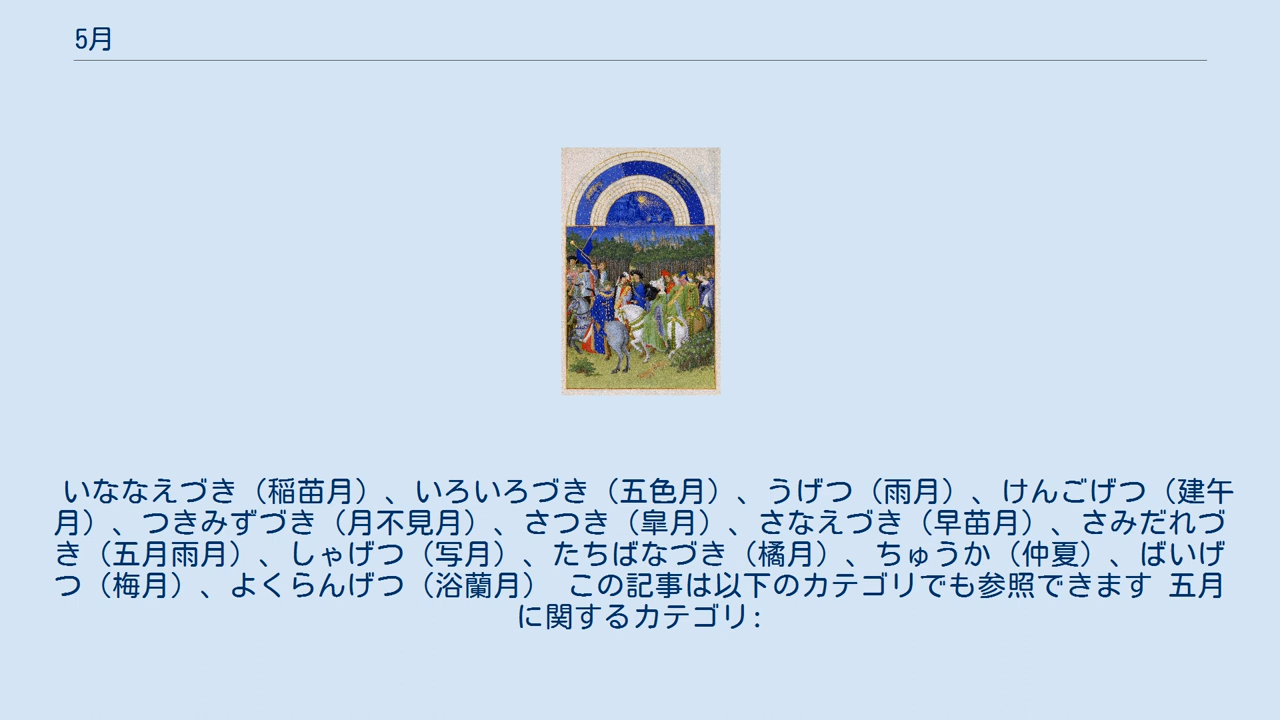 5月
いななえづき（稲苗月）、いろいろづき（五色月）、うげつ（雨月）、けんごげつ（建午
月）、つきみずづき（月不見月）、さつき（皐月）、さなえづき（早苗月）、さみだれづ
き（五月雨月）、しゃげつ（写月）、たちばなづき（橘月）、ちゅうか（仲夏）、ばいげ
つ（梅月）、よくらんげつ（浴蘭月） この記事は以下のカテゴリでも参照できます 五月
に関するカテゴリ: